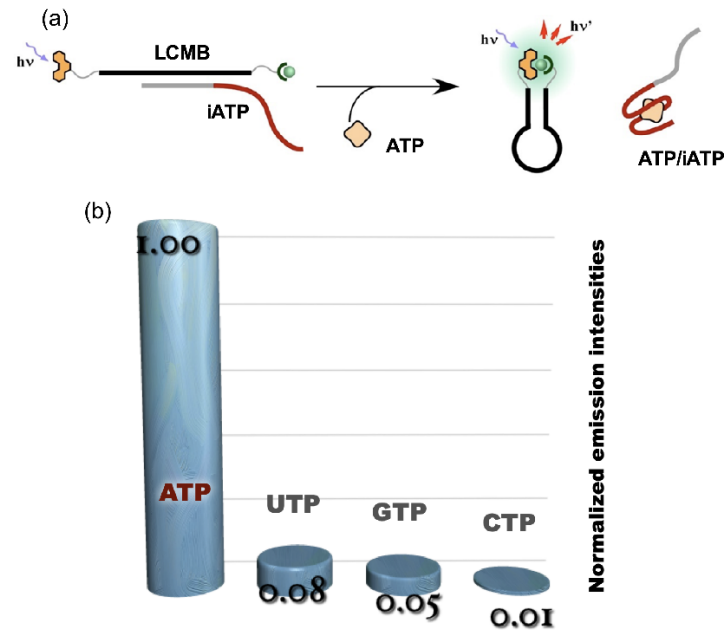 (a)
hν
LCMB
iATP
ATP
hν
hν'
ATP/iATP
(b)
1.00
ATP
UTP
GTP
CTP
0.08
0.05
0.01
Normalized emission intensities